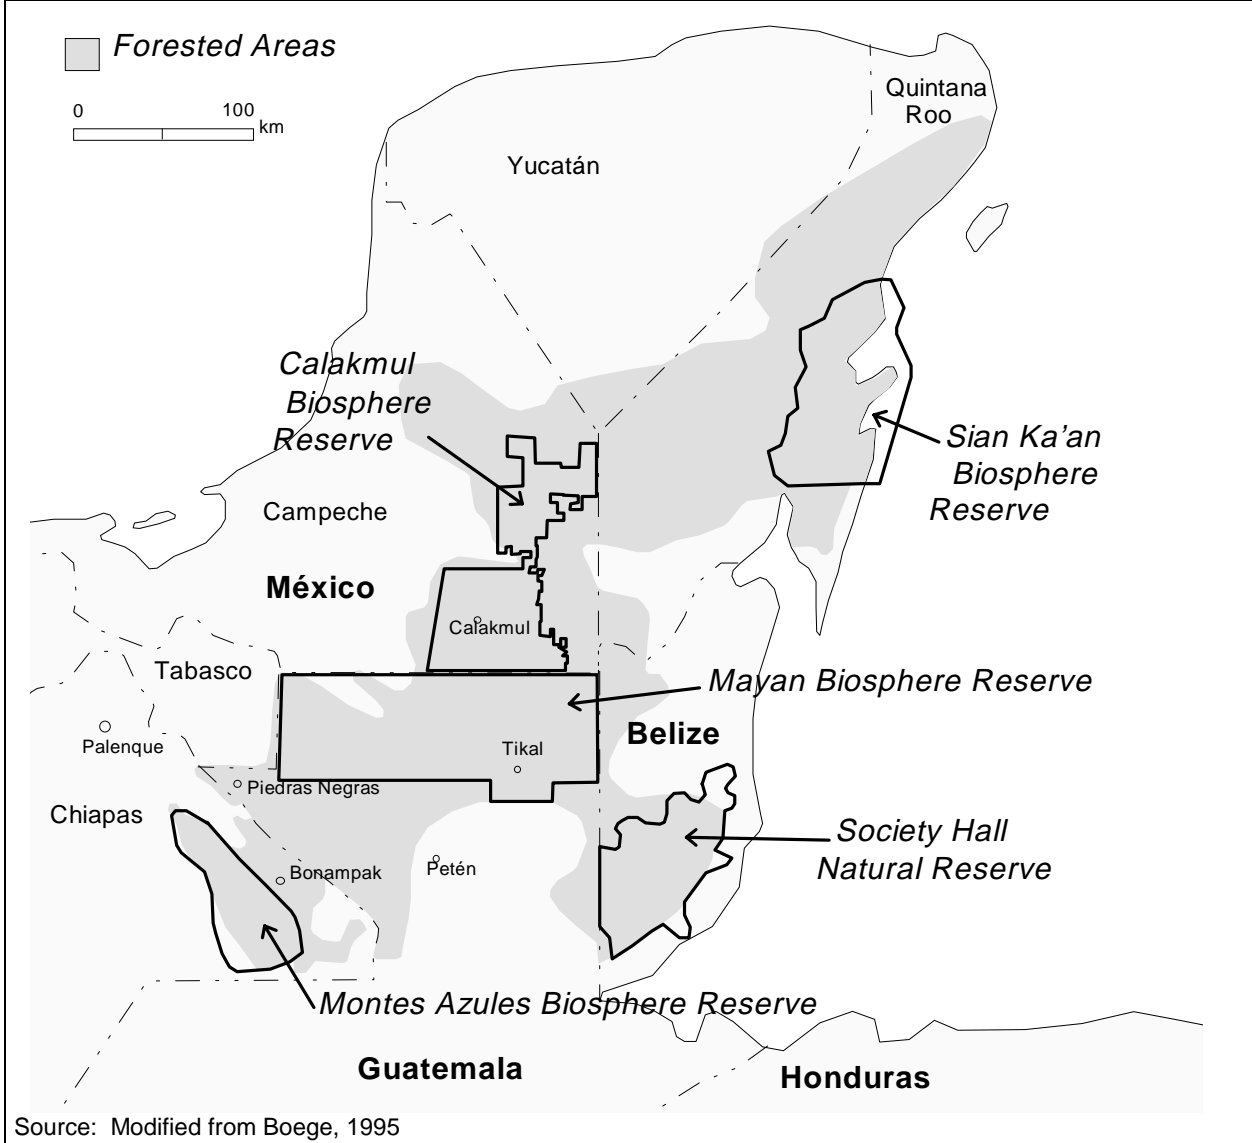 Forested Areas
0 100
km
Quintana
Roo
Yucatán
Calakmul
Biosphere
Reserve
Sian Ka'an
Biosphere
Reserve
Campeche
México
Calakmul
Tabasco
Mayan Biosphere Reserve
Palenque
Tikal
Belize
Piedras Negras
Chiapas
Society Hall
Natural Reserve
Bonampak
Petén
Montes Azules Biosphere Reserve
Guatemala
Honduras
Source: Modified from Boege, 1995